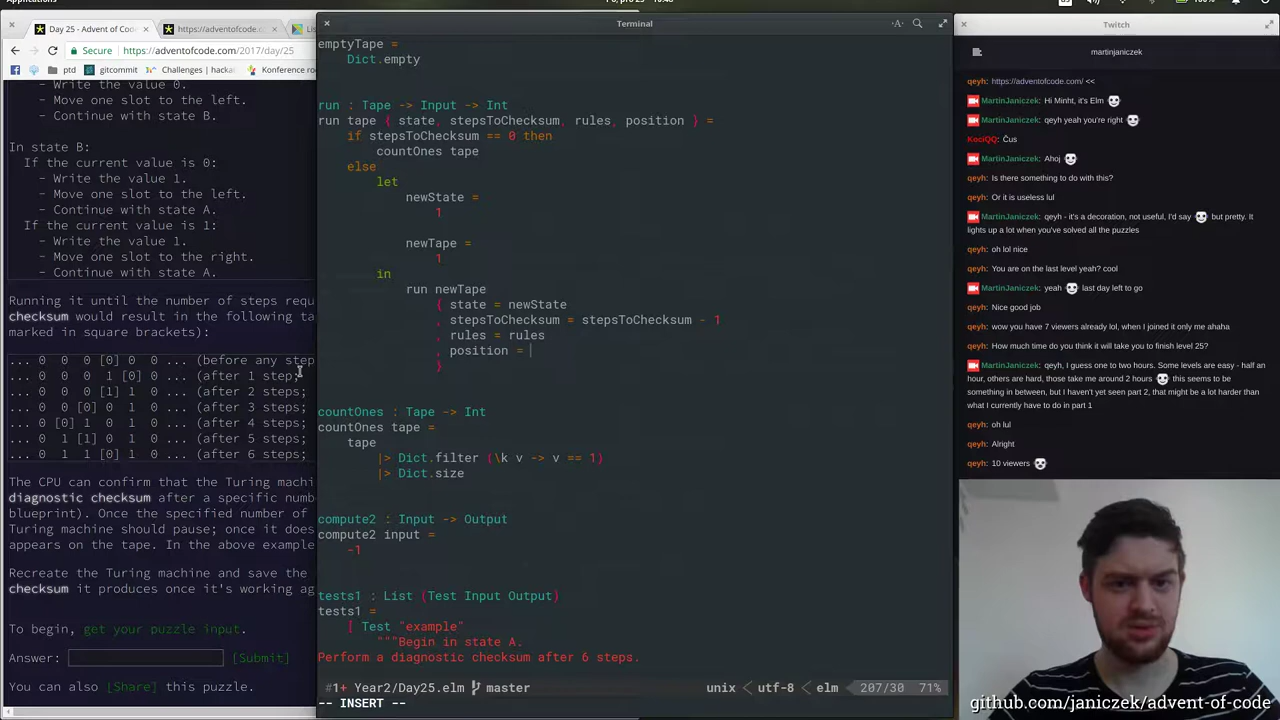 Applications
Day 25 - Advent of Code
https://adventofcode.
Lis
Secure https://adventofcode.com/2017/day/25
ptd
gitcommit
Challenges | hacka
Konference ro
- Write the value 0.
- Move one slot to the left.
- Continue with state B.
In state B:
If the current value is 0:
- Write the value 1.
- Move one slot to the left.
- Continue with state A.
If the current value is 1:
- Write the value 1.
- Move one slot to the right.
- Continue with state A.
Running it until the number of steps requ
checksum would result in the following ta
marked in square brackets):
... 0 0 0 [0] 0 0 ... (before any step
... 0 0 0 1 [0] 0 ... (after 1 step;
... 0 0 0 [1] 1 0 ... (after 2 steps;
... 0 0 [0] 0 1 0 ... (after 3 steps;
... 0 [0] 1 0 1 0 ... (after 4 steps;
... 0 1 [1] 0 1 0 ... (after 5 steps;
... 0 1 1 [0] 1 0 ... (after 6 steps;
The CPU can confirm that the Turing machi
diagnostic checksum after a specific numb
blueprint). Once the specified number of
Turing machine should pause; once it does
appears on the tape. In the above example
Recreate the Turing machine and save the
checksum it produces once it's working ag
To begin, get your puzzle input.
Answer: [Submit]
You can also [Share] this puzzle.
Terminal
emptyTape =
Dict.empty
run : Tape -> Input -> Int
run tape { state, stepsToChecksum, rules, position } =
if stepsToChecksum == 0 then
countOnes tape
else
let
newState =
1
newTape =
1
in
run newTape
{ state = newState
, stepsToChecksum = stepsToChecksum - 1
, rules = rules
, position =
}
countOnes : Tape -> Int
countOnes tape =
tape
|> Dict.filter (\k v -> v == 1)
|> Dict.size
compute2 : Input -> Output
compute2 input =
-1
tests1 : List (Test Input Output)
tests1 =
[ Test "example"
"""Begin in state A.
Perform a diagnostic checksum after 6 steps.
#1+ Year2/Day25.elm master unix < utf-8 < elm 207/30 71%
-- INSERT --
Twitch
martinjaniczek
qeyh: https://adventofcode.com/ <<
MartinJaniczek: Hi Minht, it's Elm
MartinJaniczek: qeyh yeah you're right
KociQQ: Čus
MartinJaniczek: Ahoj
qeyh: Is there something to do with this?
qeyh: Or it is useless lul
MartinJaniczek: qeyh - it's a decoration, not useful, I'd say but pretty. It
lights up a lot when you've solved all the puzzles
qeyh: oh lol nice
qeyh: You are on the last level yeah? cool
MartinJaniczek: yeah last day left to go
qeyh: Nice good job
qeyh: wow you have 7 viewers already lol, when I joined it only me ahaha
qeyh: How much time do you think it will take you to finish level 25?
MartinJaniczek: qeyh, I guess one to two hours. Some levels are easy - half an
hour, others are hard, those take me around 2 hours this seems to be
something in between, but I haven't yet seen part 2, that might be a lot harder than
what I currently have to do in part 1
qeyh: oh lul
qeyh: Alright
qeyh: 10 viewers
github.com/janiczek/advent-of-code